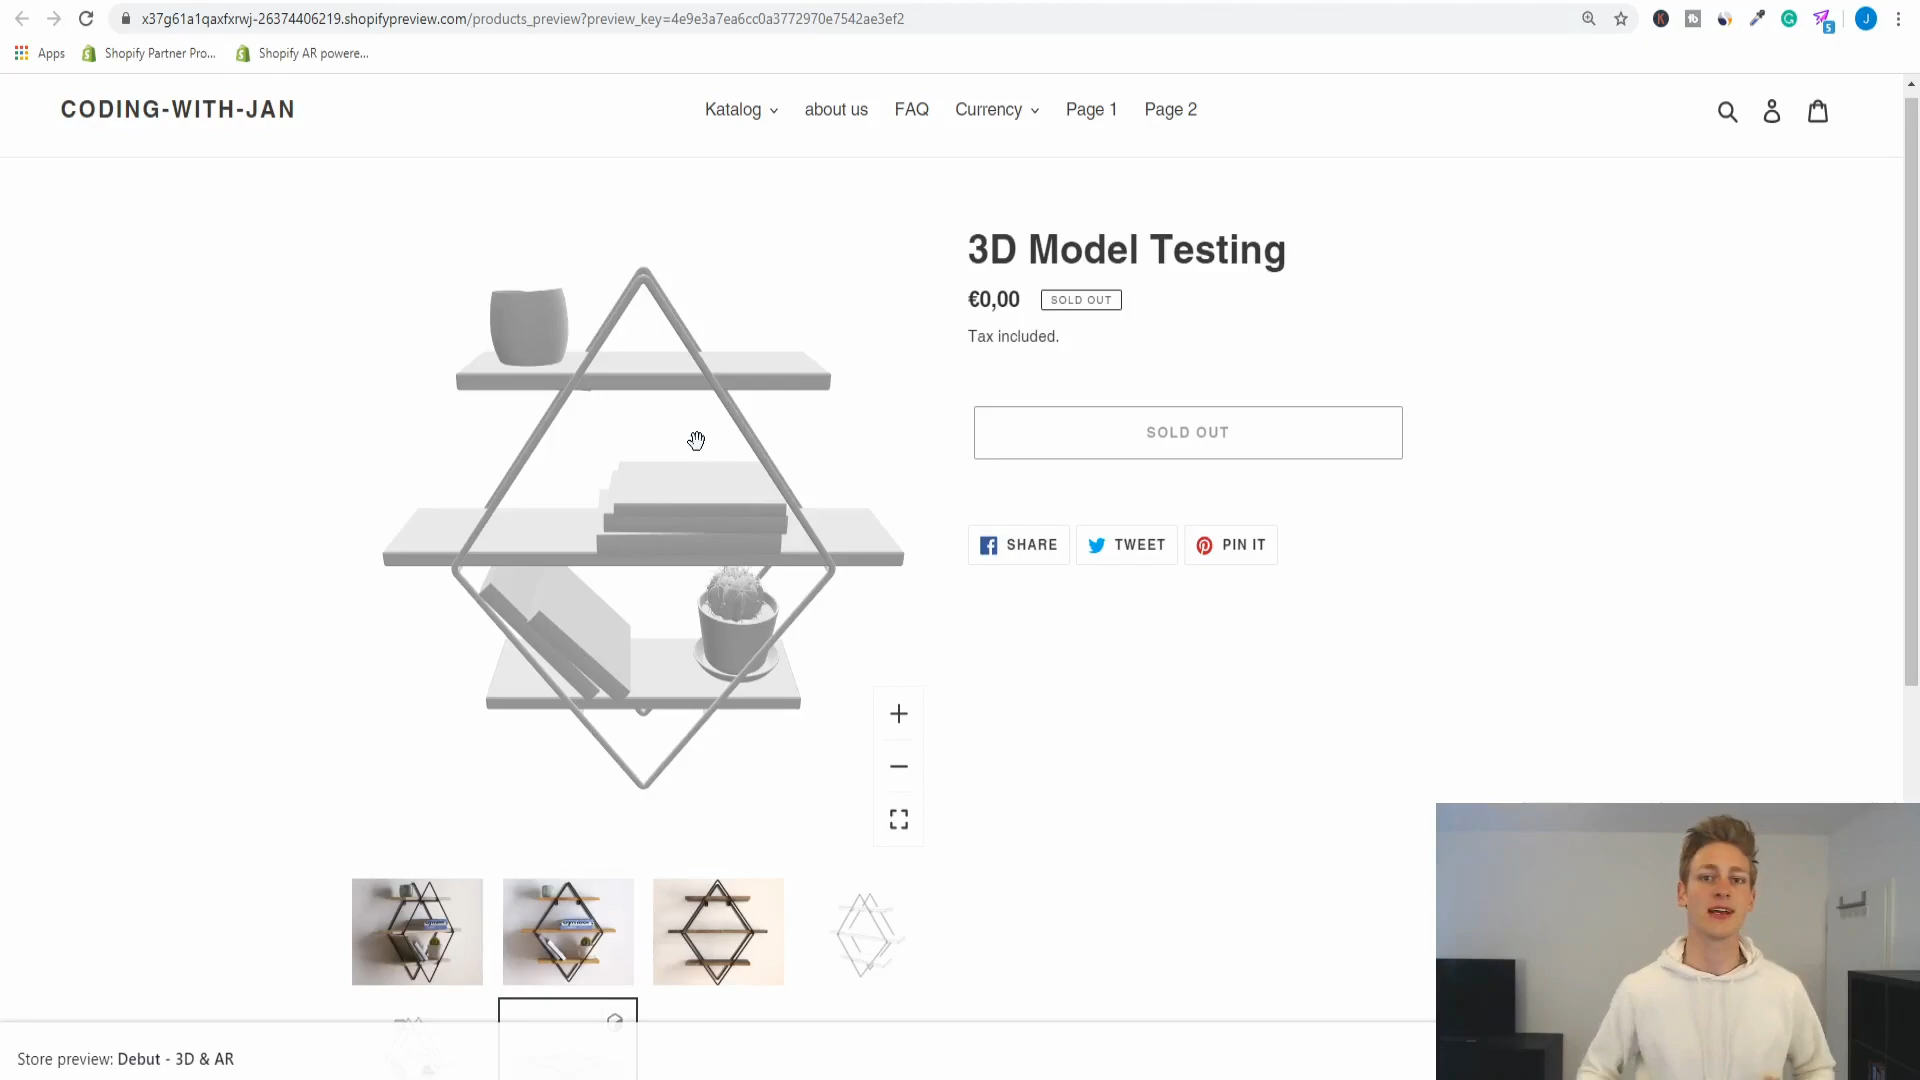 x37g61a1qaxfxrwj-26374406219.shopifypreview.com/products_preview?preview_key=4e9e3a7ea6cc0a3772970e7542ae3ef2
J
5
Apps
Shopify Partner Pro...
Shopify AR powere...
CODING-WITH-JAN
Katalog
about us
FAQ
Currency
Page 1
Page 2
3D Model Testing
€0,00
SOLD OUT
Tax included.
SOLD OUT
SHARE
TWEET
PIN IT
Store preview: Debut - 3D & AR